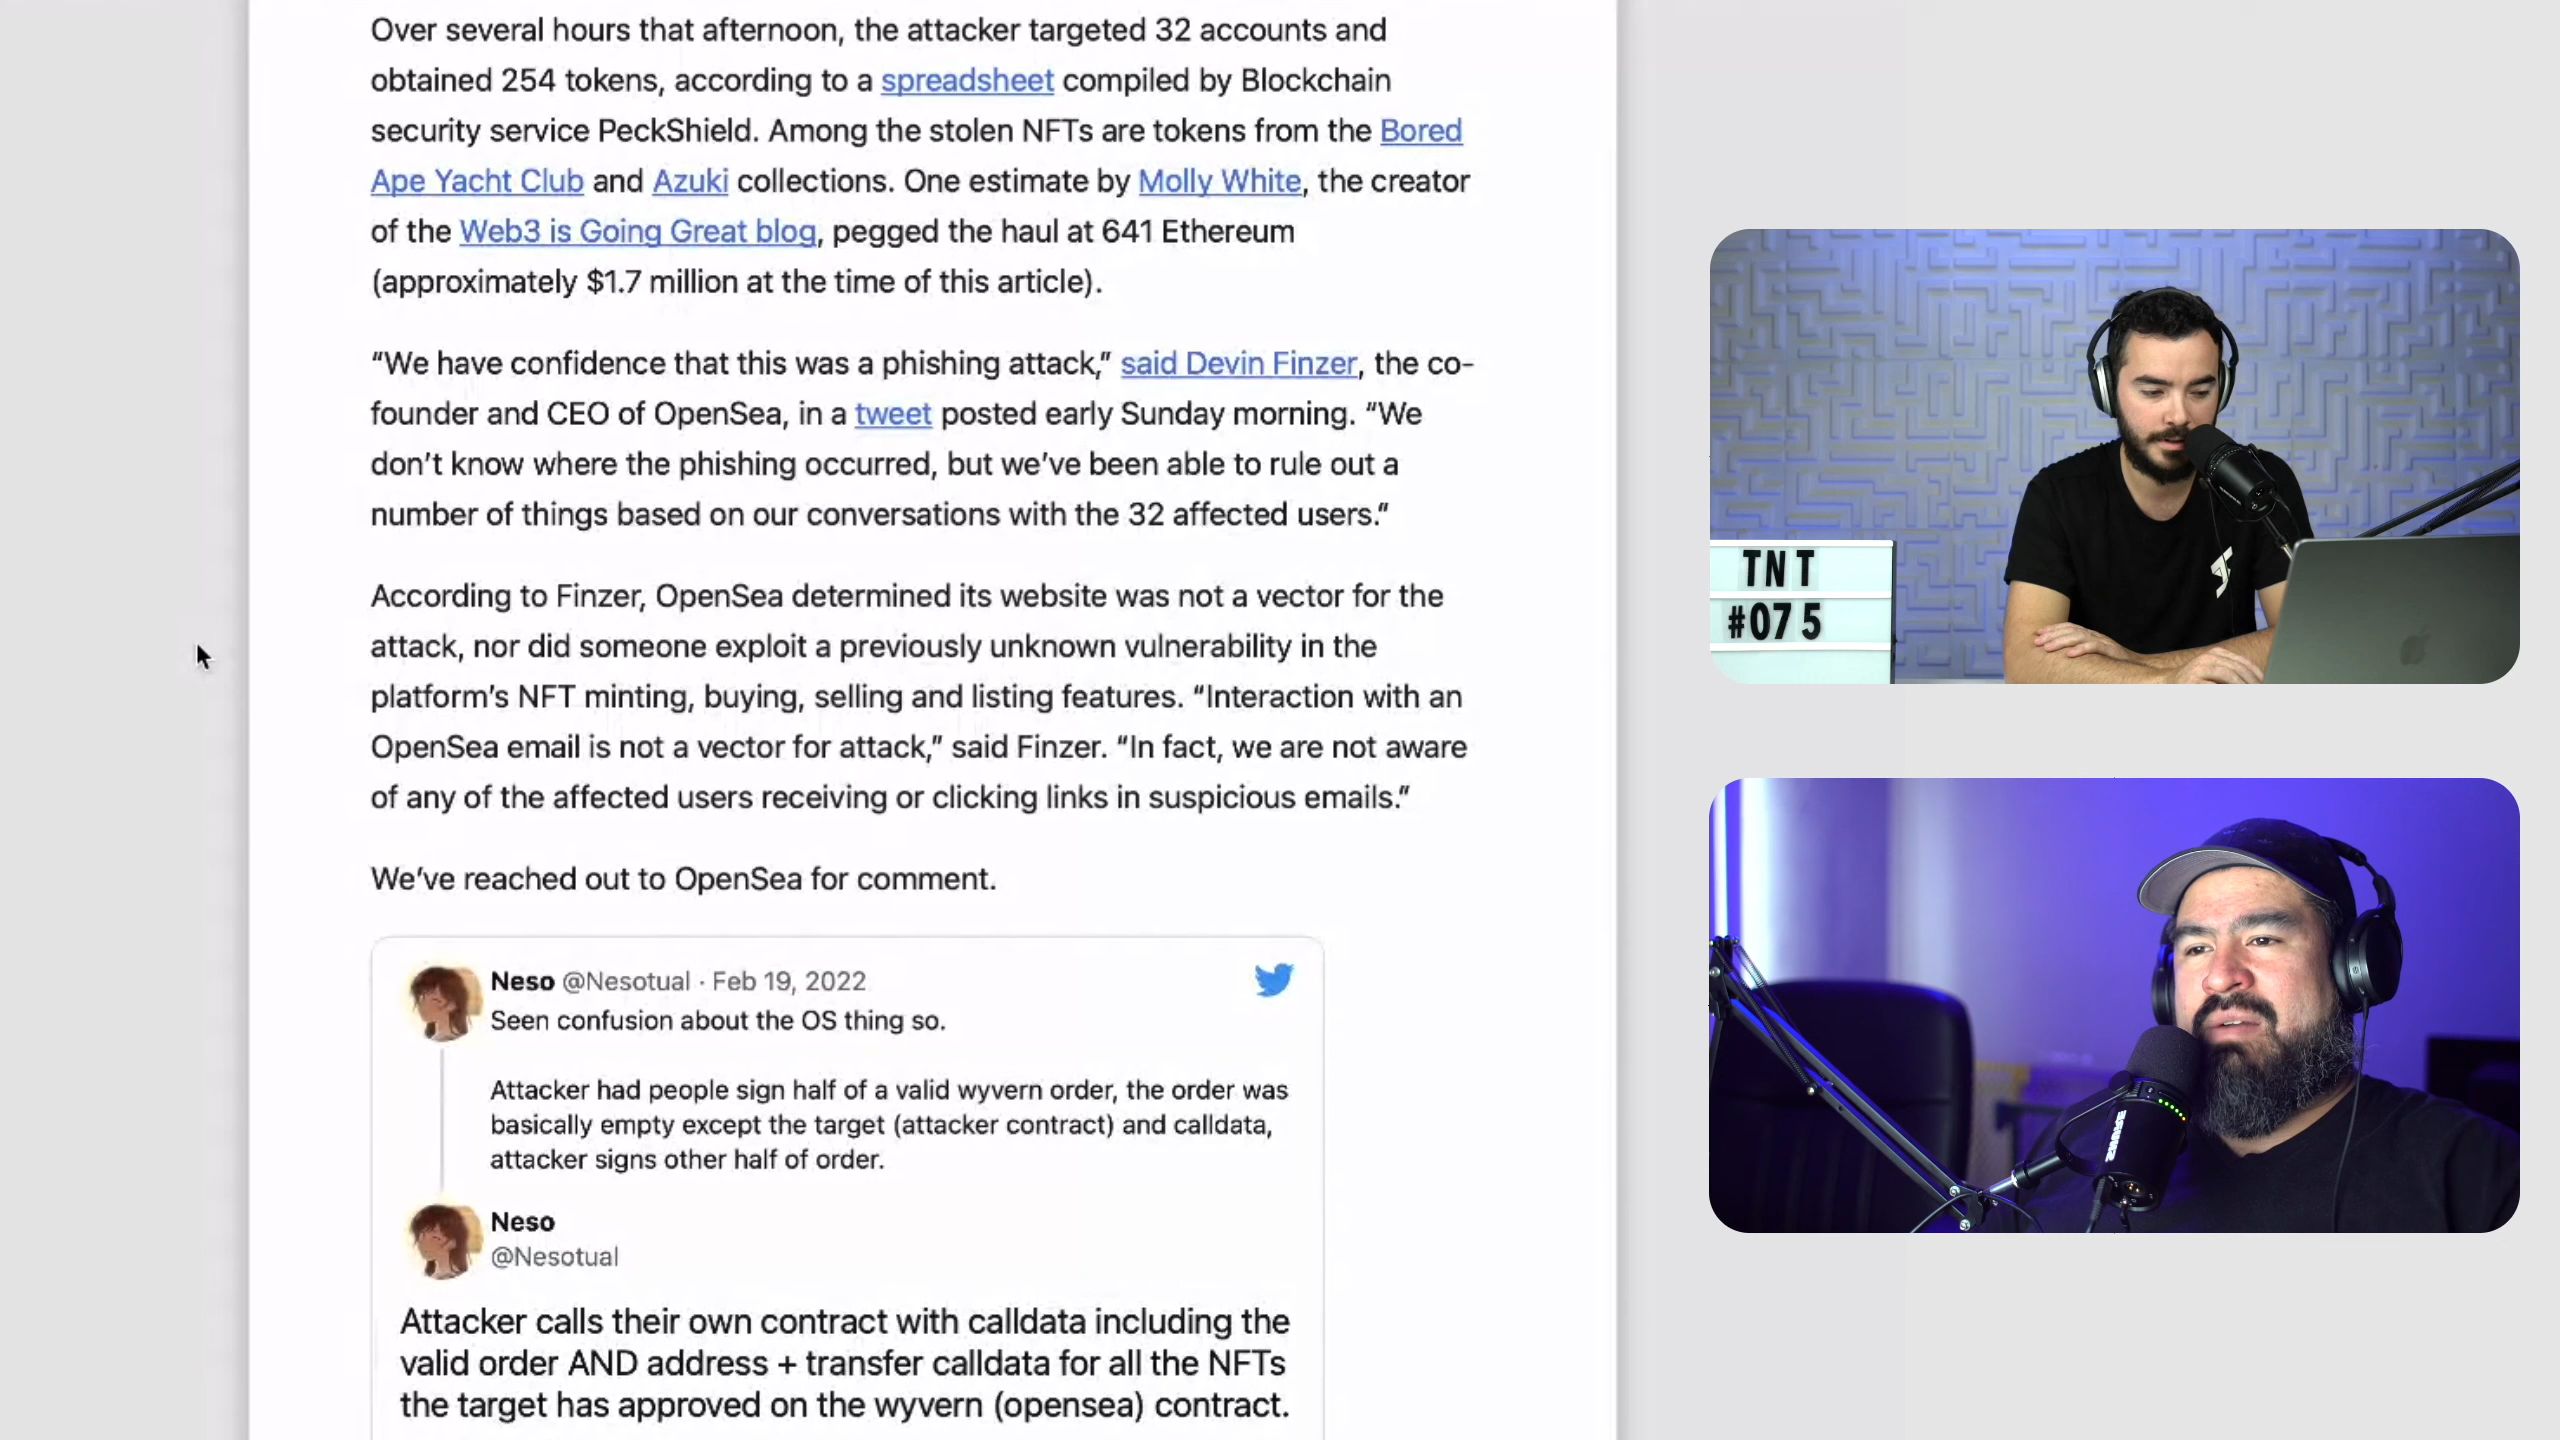 Over several hours that afternoon, the attacker targeted 32 accounts and
obtained 254 tokens, according to a spreadsheet compiled by Blockchain
security service PeckShield. Among the stolen NFTs are tokens from the Bored
Ape Yacht Club and Azuki collections. One estimate by Molly White, the creator
of the Web3 is Going Great blog, pegged the haul at 641 Ethereum
(approximately $1.7 million at the time of this article).
“We have confidence that this was a phishing attack,” said Devin Finzer, the co-
founder and CEO of OpenSea, in a tweet posted early Sunday morning. “We
don’t know where the phishing occurred, but we’ve been able to rule out a
number of things based on our conversations with the 32 affected users.”
According to Finzer, OpenSea determined its website was not a vector for the
attack, nor did someone exploit a previously unknown vulnerability in the
platform’s NFT minting, buying, selling and listing features. “Interaction with an
OpenSea email is not a vector for attack,” said Finzer. “In fact, we are not aware
of any of the affected users receiving or clicking links in suspicious emails.”
We’ve reached out to OpenSea for comment.
Neso @Nesotual · Feb 19, 2022
Seen confusion about the OS thing so.
Attacker had people sign half of a valid wyvern order, the order was
basically empty except the target (attacker contract) and calldata,
attacker signs other half of order.
Neso
@Nesotual
Attacker calls their own contract with calldata including the
valid order AND address + transfer calldata for all the NFTs
the target has approved on the wyvern (opensea) contract.
TNT
#075